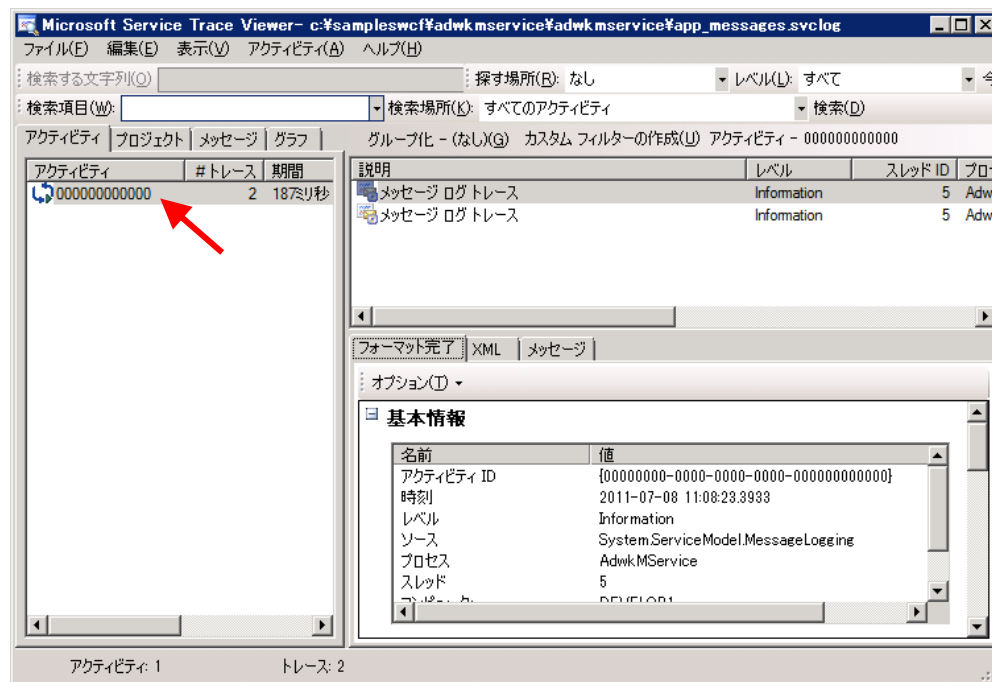 Microsoft Service Trace Viewer- c:¥sampleswcf¥adwkmservice¥adwkmservice¥app_messages.svclog
ファイル(F) 編集(E) 表示(V) アクティビティ(A) ヘルプ(H)
検索する文字列(O) 探す場所(R): なし レベル(L): すべて
検索項目(W): 検索場所(K): すべてのアクティビティ 検索(D)
アクティビティ プロジェクト メッセージ グラフ グループ化 - (なし)(G) カスタム フィルターの作成(U) アクティビティ - 000000000000
アクティビティ #トレース 期間 説明 レベル スレッド ID プロ
000000000000 2 187ミリ秒 メッセージ ログ トレース Information 5 Adw
メッセージ ログ トレース Information 5 Adw
フォーマット完了 XML メッセージ
オプション(T)
基本情報
名前 値
アクティビティ ID {00000000-0000-0000-0000-000000000000}
時刻 2011-07-08 11:08:23.3933
レベル Information
ソース System.ServiceModel.MessageLogging
プロセス AdwkMService
スレッド 5
アクティビティ: 1 トレース: 2